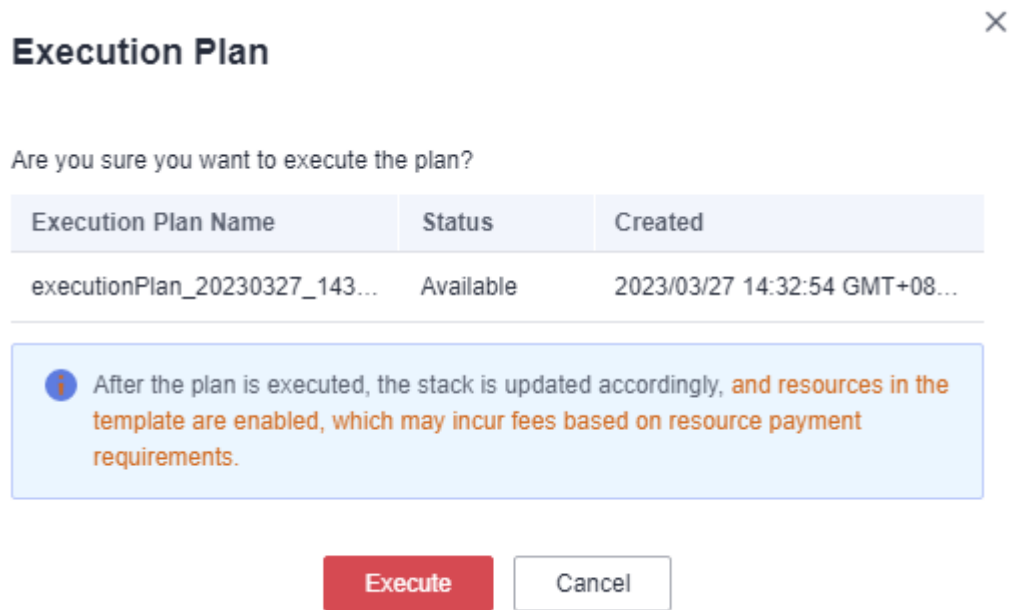 Execution Plan
Are you sure you want to execute the plan?
Execution Plan Name Status Created
executionPlan_20230327_143... Available 2023/03/27 14:32:54 GMT+08...
After the plan is executed, the stack is updated accordingly, and resources in the
template are enabled, which may incur fees based on resource payment
requirements.
Execute Cancel